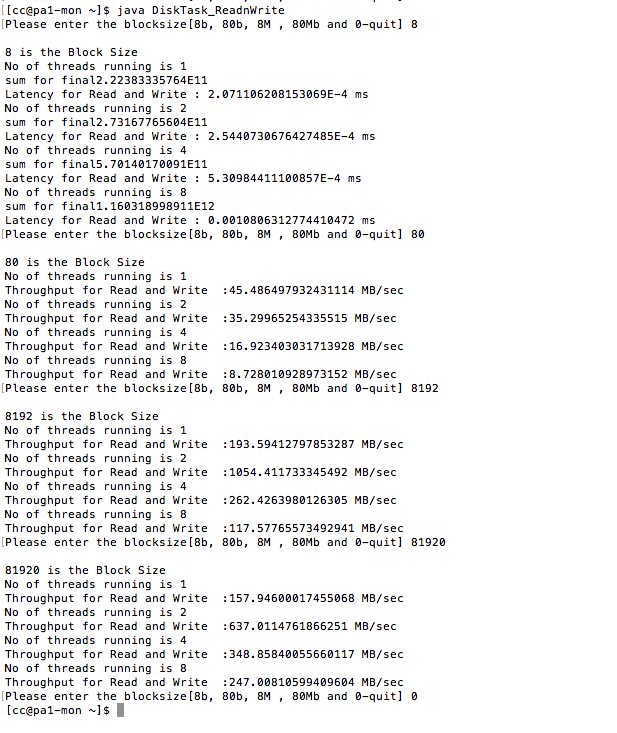 [[cc@pa1-mon ~]$ java DiskTask_ReadnWrite
[Please enter the blocksize[8b, 80b, 8M , 80Mb and 0-quit] 8
8 is the Block Size
No of threads running is 1
sum for final2.22383335764E11
Latency for Read and Write : 2.071106208153069E-4 ms
No of threads running is 2
sum for final2.73167765604E11
Latency for Read and Write : 2.5440730676427485E-4 ms
No of threads running is 4
sum for final5.70140170091E11
Latency for Read and Write : 5.30984411100857E-4 ms
No of threads running is 8
sum for final1.160318998911E12
Latency for Read and Write : 0.0010806312774410472 ms
[Please enter the blocksize[8b, 80b, 8M , 80Mb and 0-quit] 80
80 is the Block Size
No of threads running is 1
Throughput for Read and Write  :45.486497932431114 MB/sec
No of threads running is 2
Throughput for Read and Write  :35.29965254335515 MB/sec
No of threads running is 4
Throughput for Read and Write  :16.923403031713928 MB/sec
No of threads running is 8
Throughput for Read and Write  :8.728010928973152 MB/sec
[Please enter the blocksize[8b, 80b, 8M , 80Mb and 0-quit] 8192
8192 is the Block Size
No of threads running is 1
Throughput for Read and Write  :193.59412797853287 MB/sec
No of threads running is 2
Throughput for Read and Write  :1054.411733345492 MB/sec
No of threads running is 4
Throughput for Read and Write  :262.4263980126305 MB/sec
No of threads running is 8
Throughput for Read and Write  :117.57765573492941 MB/sec
[Please enter the blocksize[8b, 80b, 8M , 80Mb and 0-quit] 81920
81920 is the Block Size
No of threads running is 1
Throughput for Read and Write  :157.94600017455068 MB/sec
No of threads running is 2
Throughput for Read and Write  :637.0114761866251 MB/sec
No of threads running is 4
Throughput for Read and Write  :348.85840055660117 MB/sec
No of threads running is 8
Throughput for Read and Write  :247.00810599409604 MB/sec
[Please enter the blocksize[8b, 80b, 8M , 80Mb and 0-quit] 0
[cc@pa1-mon ~]$